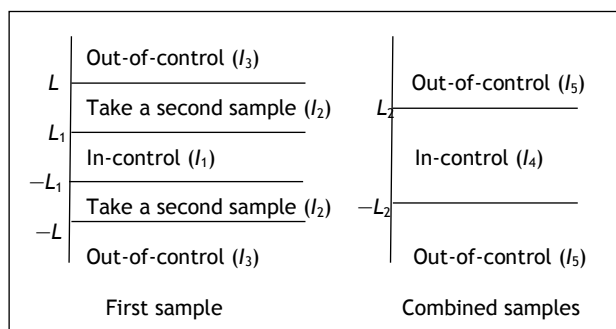 Out-of-control (I₃)
L
Take a second sample (I₂)
L₁
In-control (I₁)
−L₁
Take a second sample (I₂)
−L
Out-of-control (I₃)
First sample
Out-of-control (I₅)
L₂
In-control (I₄)
−L₂
Out-of-control (I₅)
Combined samples